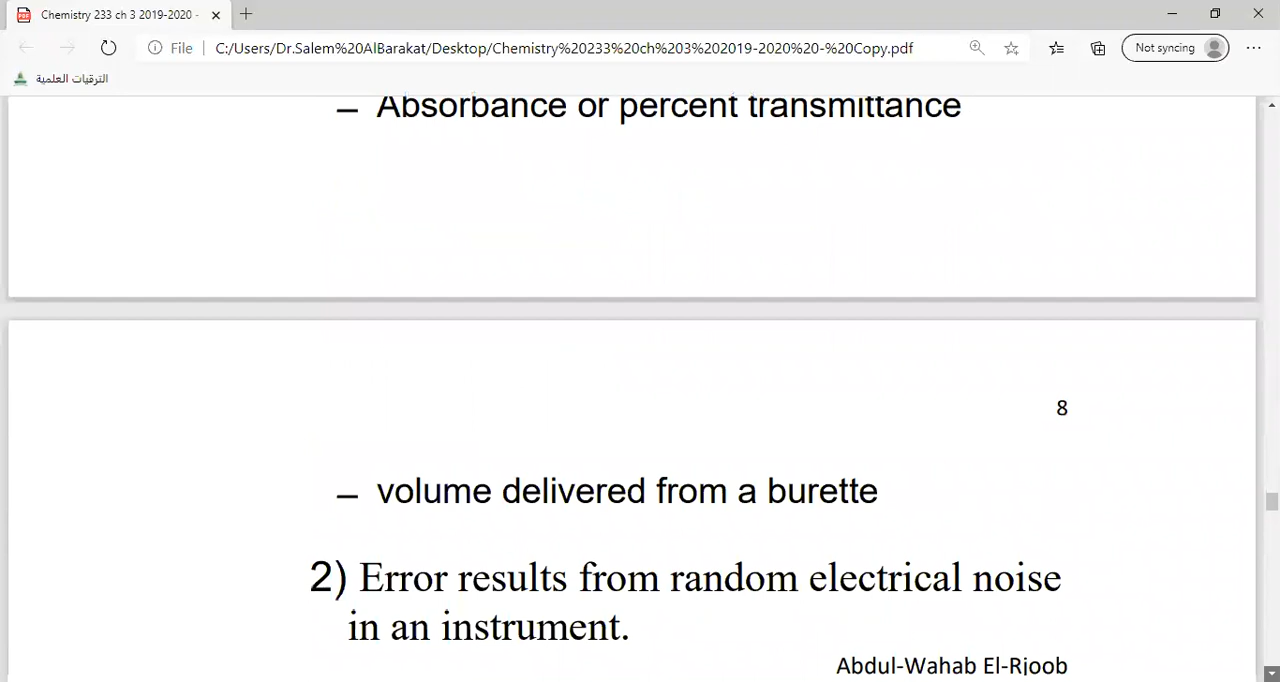 Chemistry 233 ch 3 2019-2020 -
File | C:/Users/Dr.Salem%20AlBarakat/Desktop/Chemistry%20233%20ch%203%202019-2020%20-%20Copy.pdf
Not syncing
الترقيات العلمية
– Absorbance or percent transmittance
8
– volume delivered from a burette
2) Error results from random electrical noise
in an instrument.
Abdul-Wahab El-Rjoob